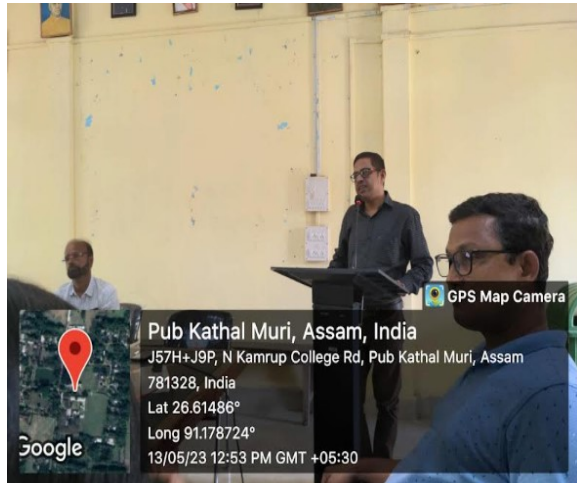 GPS Map Camera
Pub Kathal Muri, Assam, India
J57H+J9P, N Kamrup College Rd, Pub Kathal Muri, Assam
781328, India
Lat 26.61486°
Long 91.178724°
13/05/23 12:53 PM GMT +05:30
Google